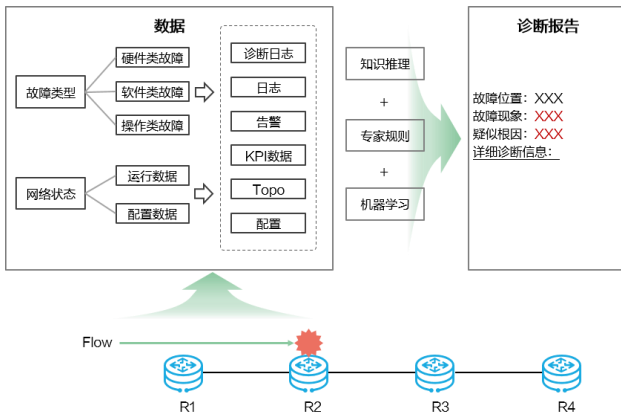 数据
故障类型
硬件类故障
软件类故障
操作类故障
网络状态
运行数据
配置数据
诊断日志
日志
告警
KPI数据
Topo
配置
知识推理
+
专家规则
+
机器学习
诊断报告
故障位置：XXX
故障现象：XXX
疑似根因：XXX
详细诊断信息：
Flow
R1
R2
R3
R4